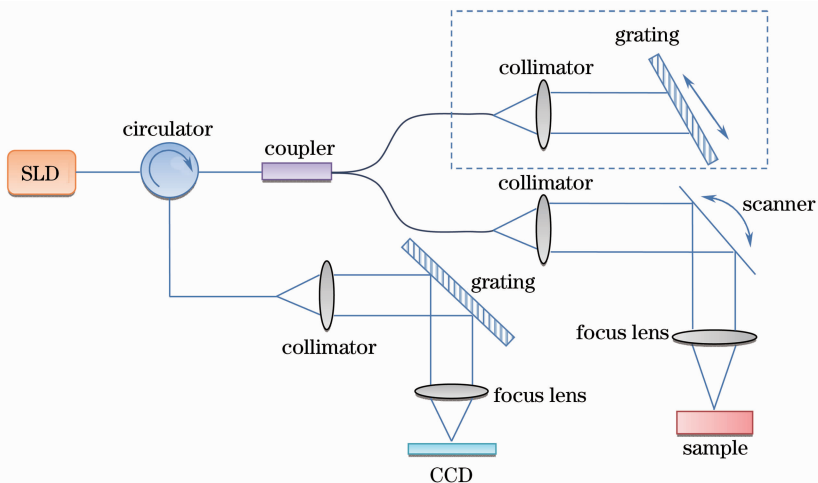 grating
collimator
circulator
coupler
SLD
collimator
scanner
grating
focus lens
collimator
focus lens
sample
CCD